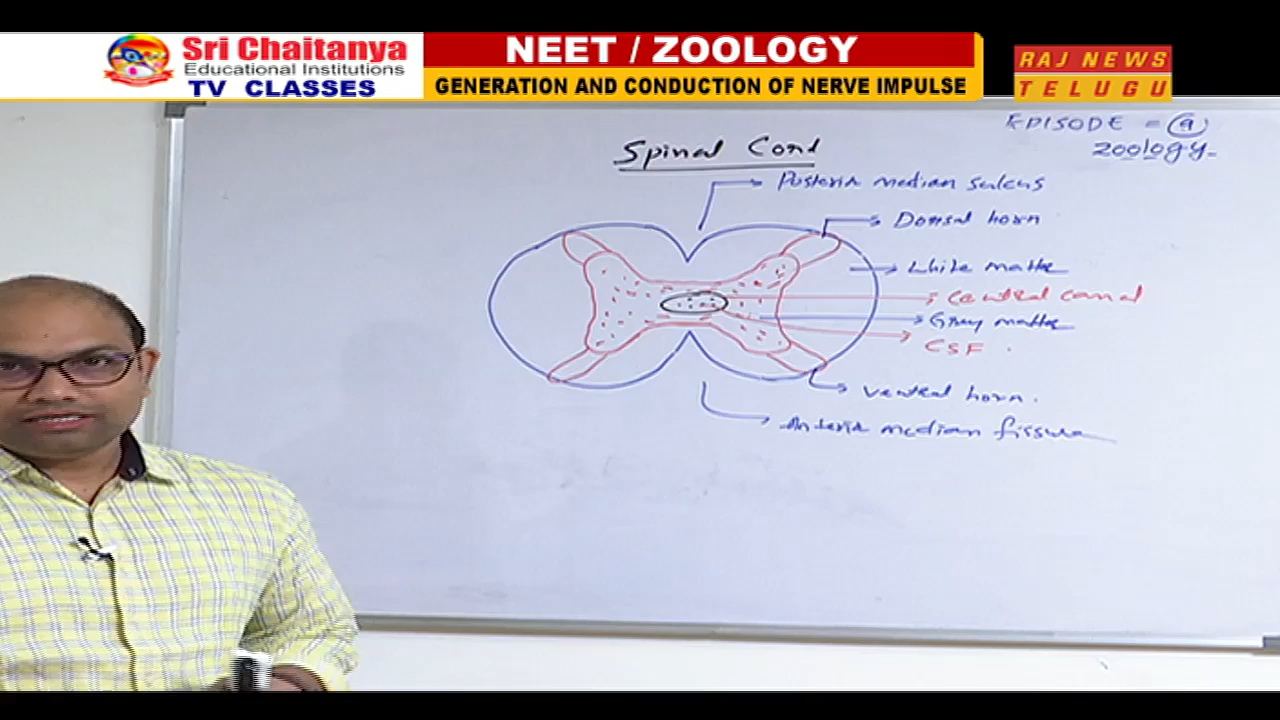 Sri Chaitanya
Educational Institutions
TV CLASSES
NEET / ZOOLOGY
GENERATION AND CONDUCTION OF NERVE IMPULSE
RAJ NEWS
TELUGU
EPISODE = 9
Zoology
Spinal Cord
Posterior median sulcus
Dorsal horn
White matter
Central canal
Grey matter
CSF
Ventral horn.
Anterior median fissure